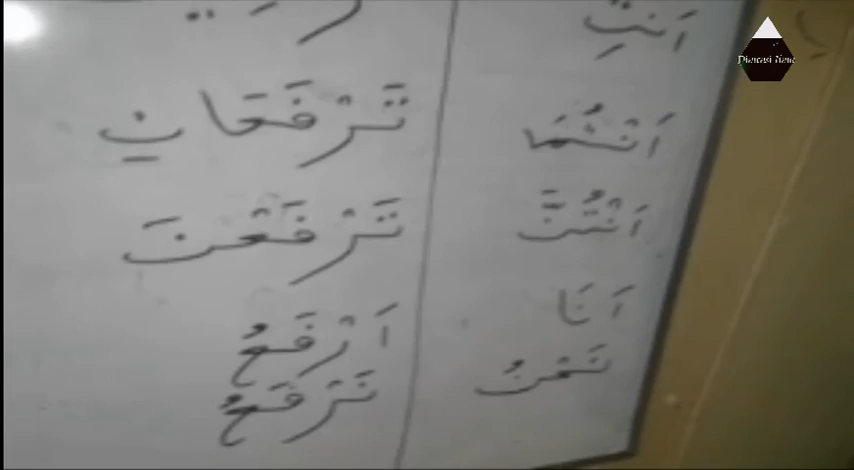 اَنْتِ
اَنْتُمَا تَرْفَعَانِ
اَنْتُنَّ تَرْفَعْنَ
اَنَا اَرْفَعُ
نَحْنُ نَرْفَعُ